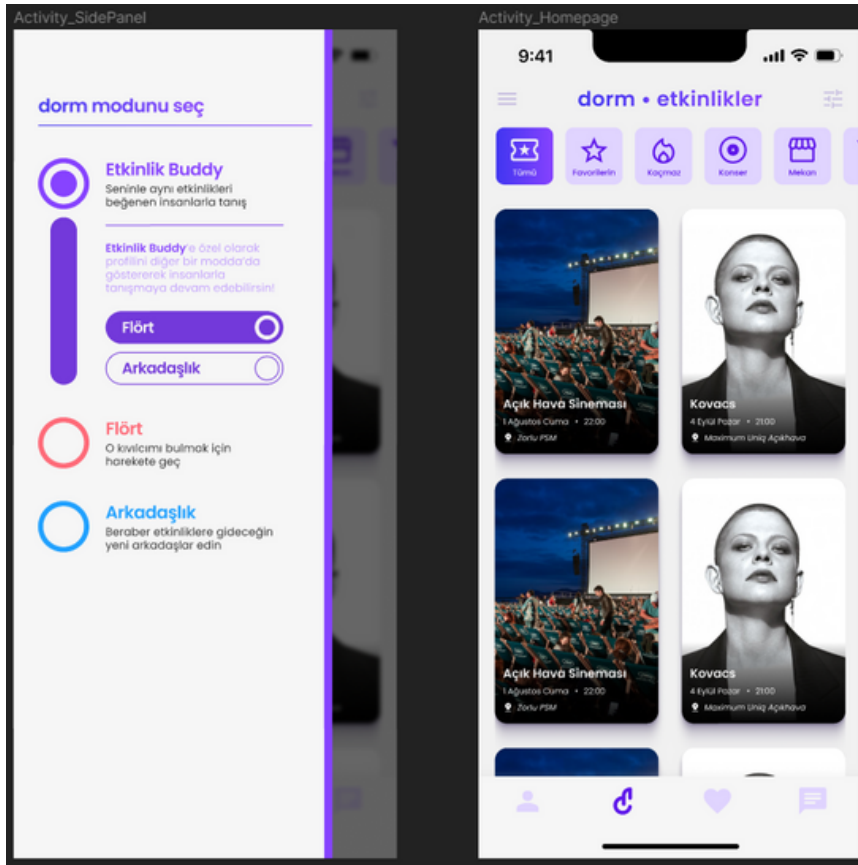 Activity_SidePanel
dorm modunu seç
Etkinlik Buddy
Seninle aynı etkinlikleri
beğenen insanlarla tanış
Etkinlik Buddy'e özel olarak
profilini diğer bir modda'da
göstererek insanlarla
tanışmaya devam edebilirsin!
Flört
Arkadaşlık
Flört
O kıvılcımı bulmak için
harekete geç
Arkadaşlık
Beraber etkinliklere gideceğin
yeni arkadaşlar edin
Activity_Homepage
9:41
dorm • etkinlikler
Tümü
Favorilerin
Kaçmaz
Konser
Mekan
Açık Hava Sineması
1 Ağustos Cuma • 22:00
Zorlu PSM
Kovacs
4 Eylül Pazar • 21:00
Maximum Uniq Açıkhava
Açık Hava Sineması
1 Ağustos Cuma • 22:00
Zorlu PSM
Kovacs
4 Eylül Pazar • 21:00
Maximum Uniq Açıkhava